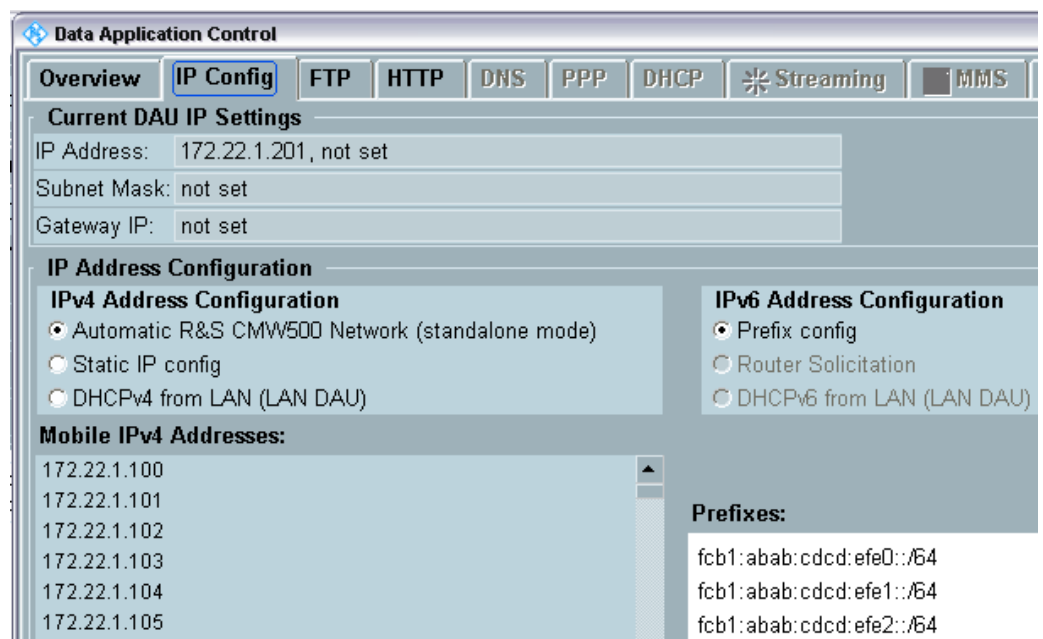 Data Application Control
Overview IP Config FTP HTTP DNS PPP DHCP Streaming MMS
Current DAU IP Settings
IP Address: 172.22.1.201, not set
Subnet Mask: not set
Gateway IP: not set
IP Address Configuration
IPv4 Address Configuration
Automatic R&S CMW500 Network (standalone mode)
Static IP config
DHCPv4 from LAN (LAN DAU)
IPv6 Address Configuration
Prefix config
Router Solicitation
DHCPv6 from LAN (LAN DAU)
Mobile IPv4 Addresses:
172.22.1.100
172.22.1.101
172.22.1.102
172.22.1.103
172.22.1.104
172.22.1.105
Prefixes:
fcb1:abab:cdcd:efe0::/64
fcb1:abab:cdcd:efe1::/64
fcb1:abab:cdcd:efe2::/64